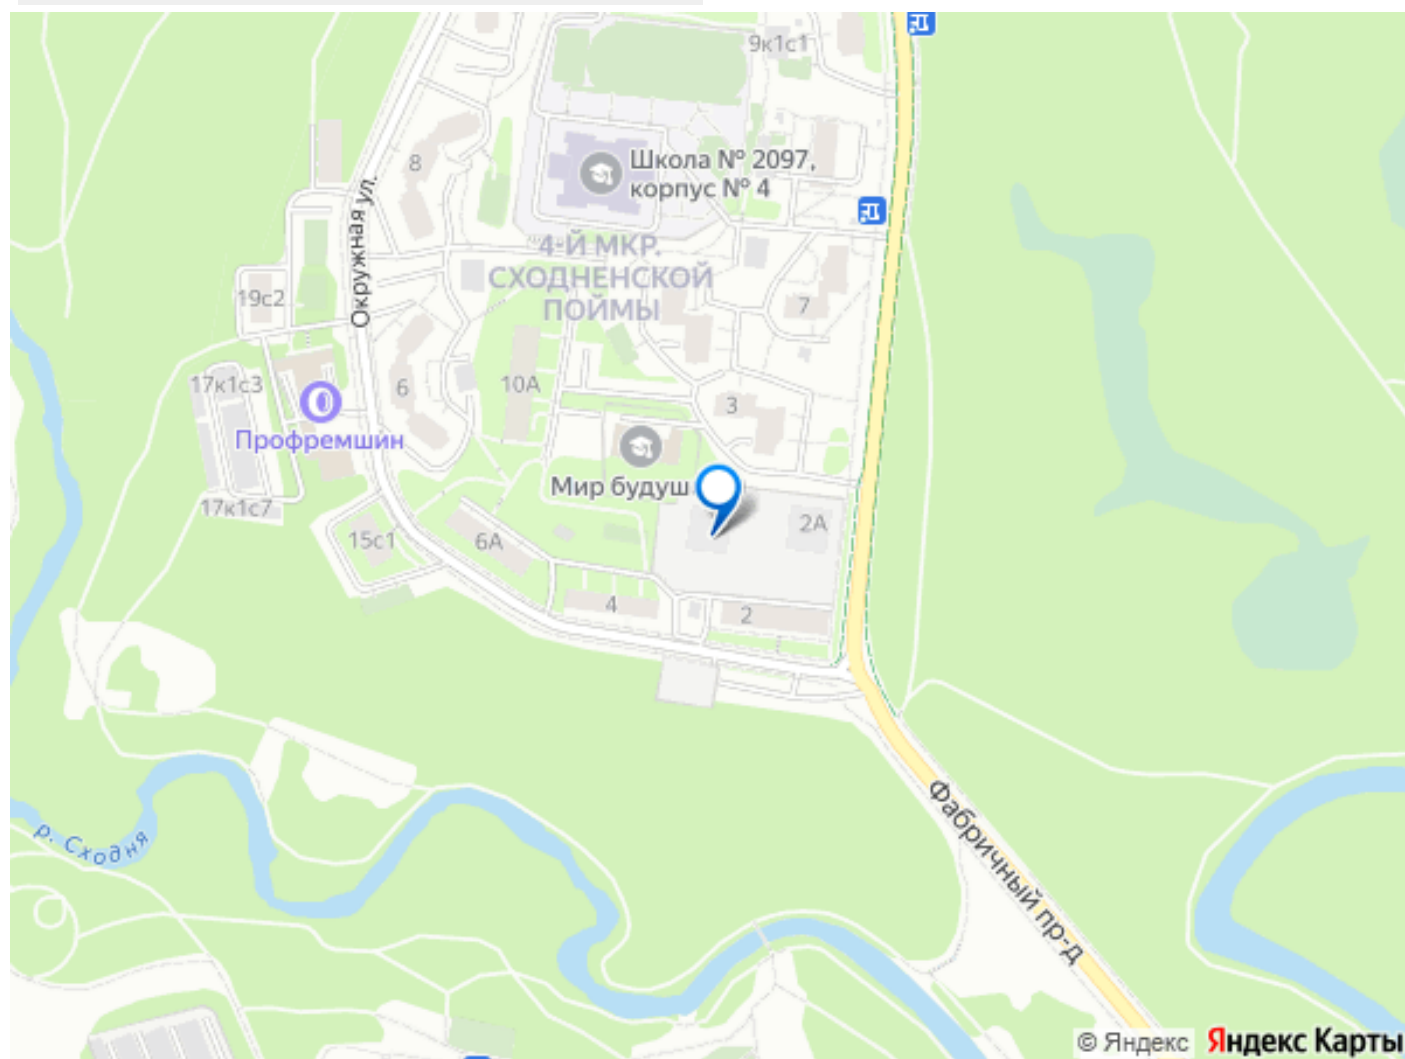 9к1с1
Школа № 2097,
корпус № 4
8
Окружная ул.
4-Й МКР.
СХОДНЕНСКОЙ
ПОЙМЫ
19с2
7
17к1с3
6
10А
3
Профремшин
Мир будущ
17к1с7
15с1
6А
2А
4
2
Фабричный пр-д
р. Сходня
© Яндекс Яндекс Карты